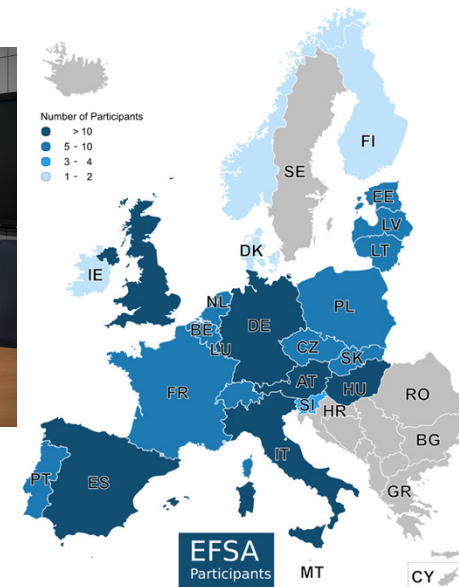 Number of Participants
> 10
5 - 10
3 - 4
1 - 2
FI
SE
EE
LV
LT
DK
IE
NL
BE
LU
DE
PL
CZ
SK
FR
AT
HU
SI
HR
RO
BG
PT
ES
IT
GR
EFSA
Participants
MT
CY